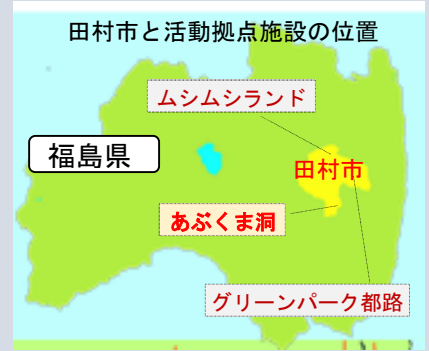 田村市と活動拠点施設の位置
ムシムシランド
福島県
田村市
あぶくま洞
グリーンパーク都路